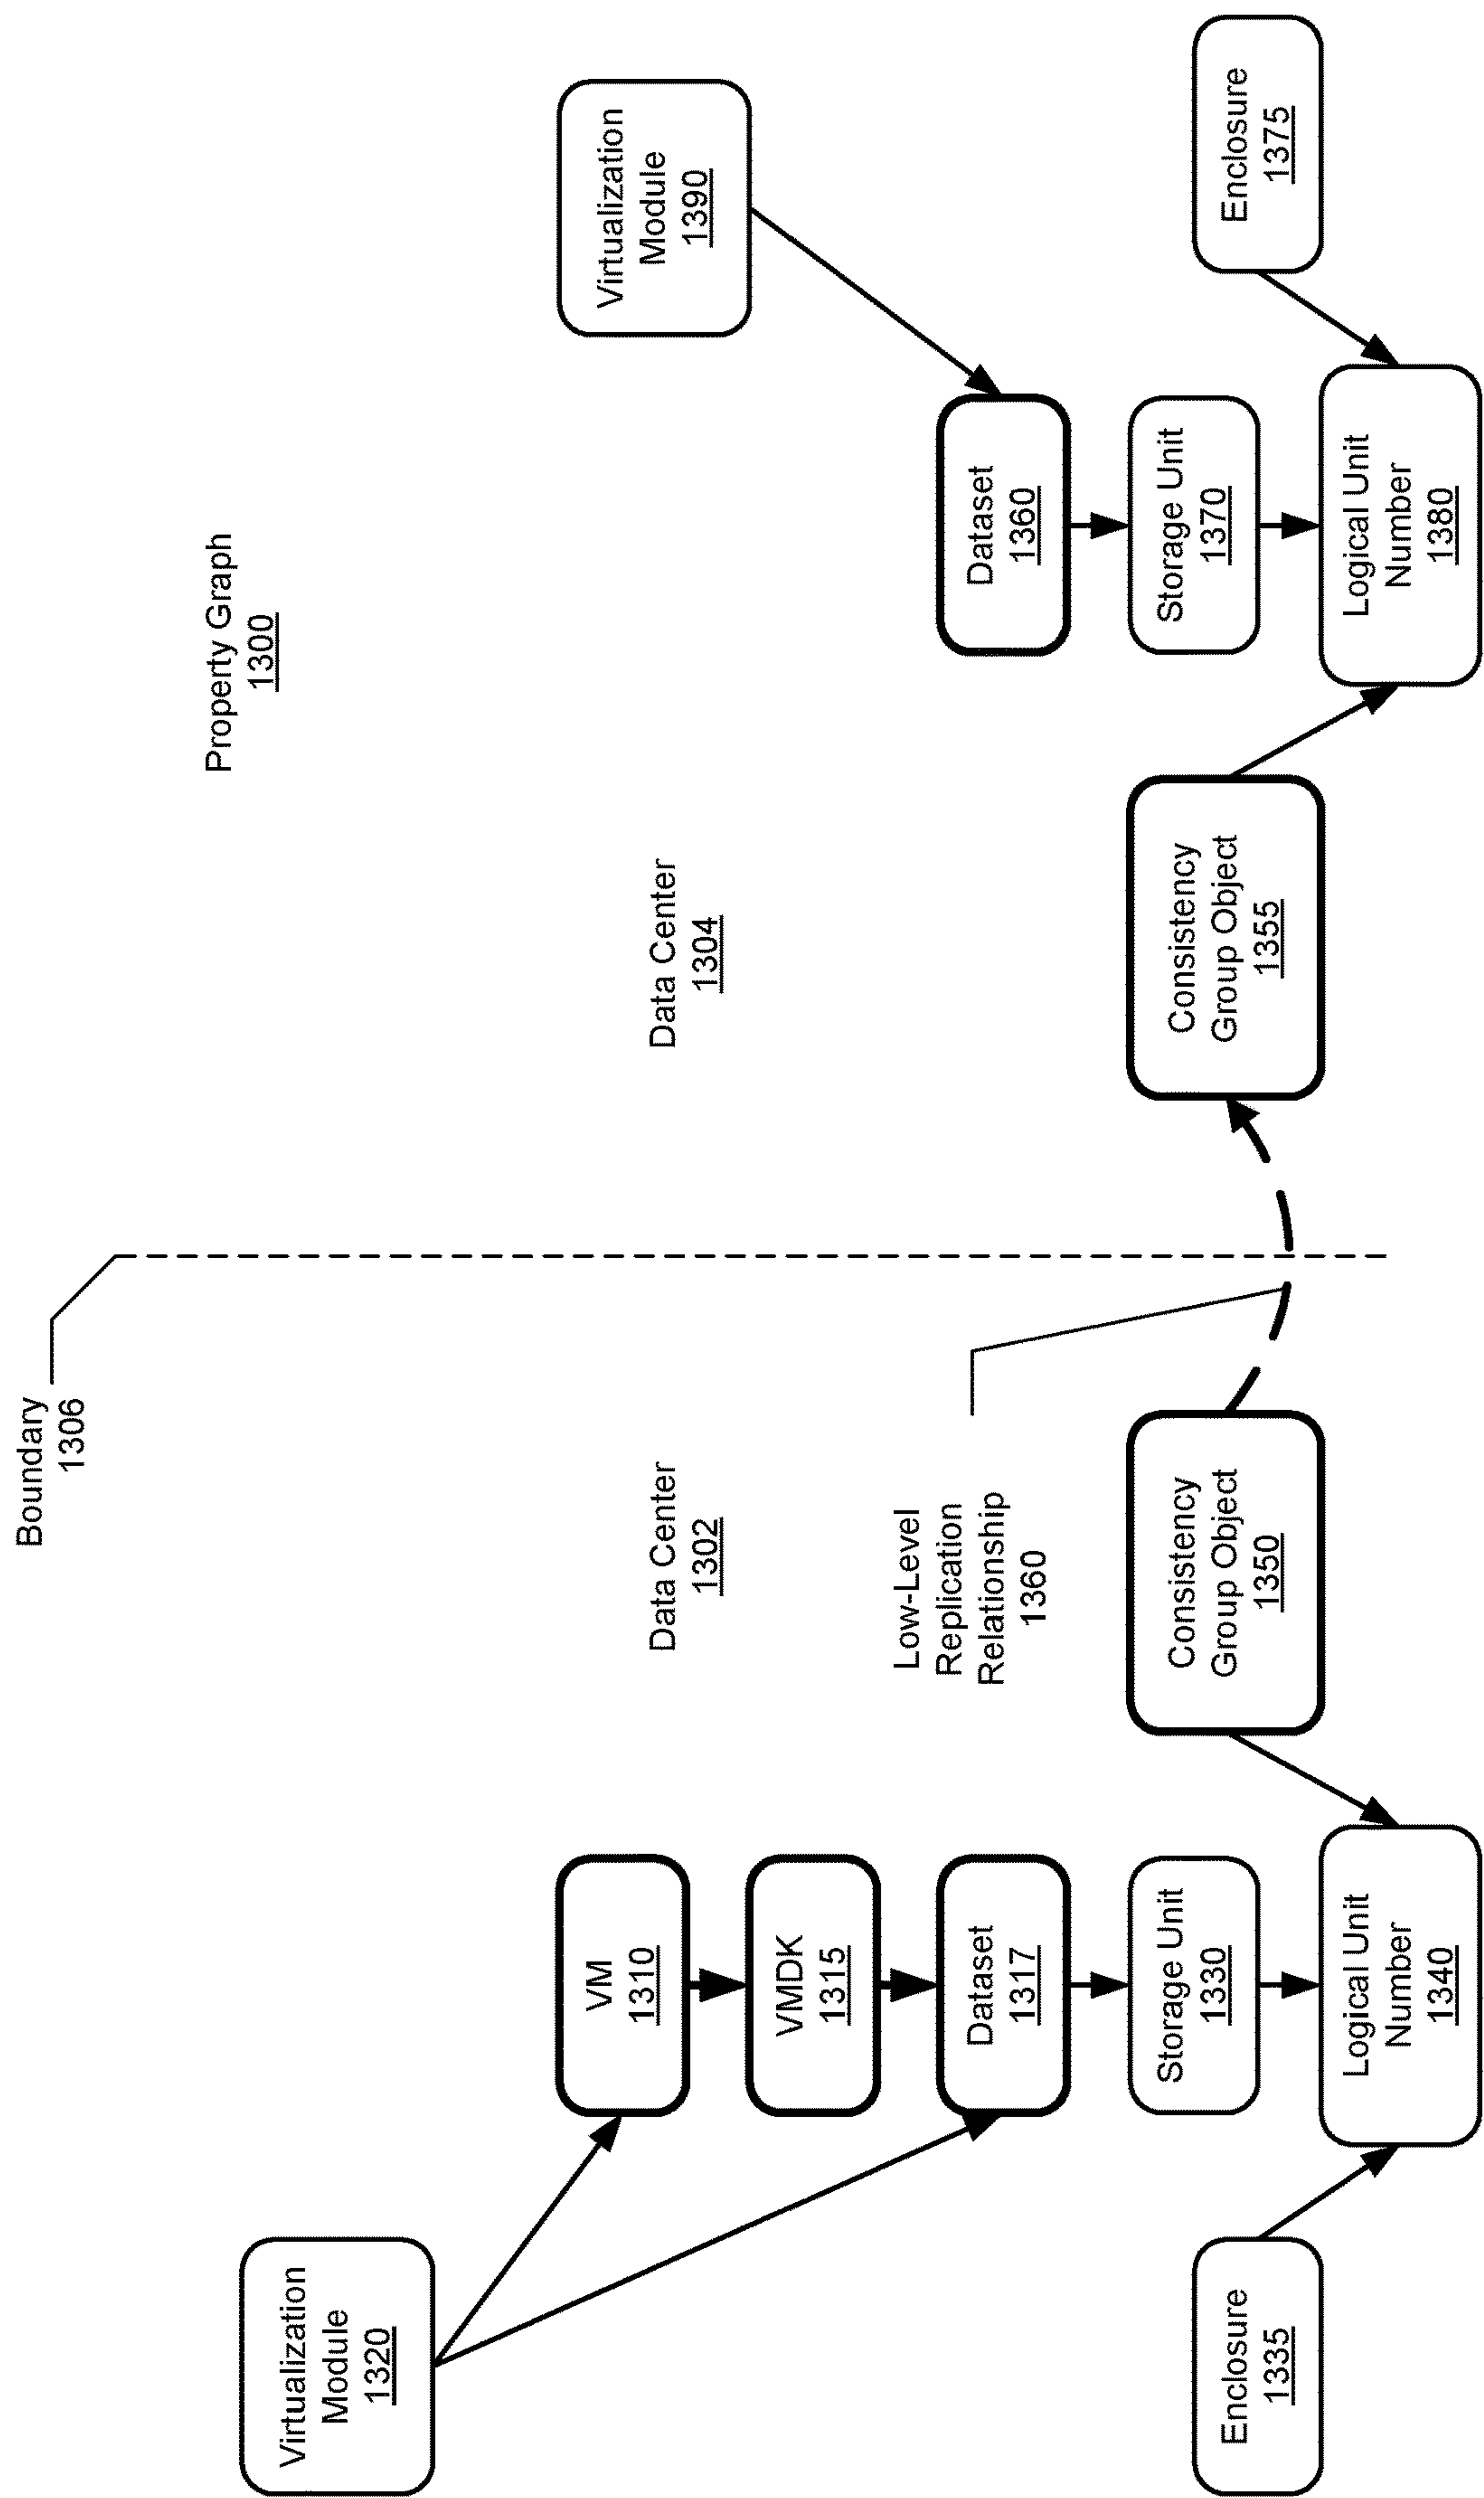 Property Graph
1300
Boundary
1306
Data Center
1302
Data Center
1304
Virtualization
Module
1320
VM
1310
VMDK
1315
Dataset
1317
Storage Unit
1330
Logical Unit
Number
1340
Enclosure
1335
Low-Level
Replication
Relationship
1360
Consistency
Group Object
1350
Consistency
Group Object
1355
Virtualization
Module
1390
Dataset
1360
Storage Unit
1370
Logical Unit
Number
1380
Enclosure
1375